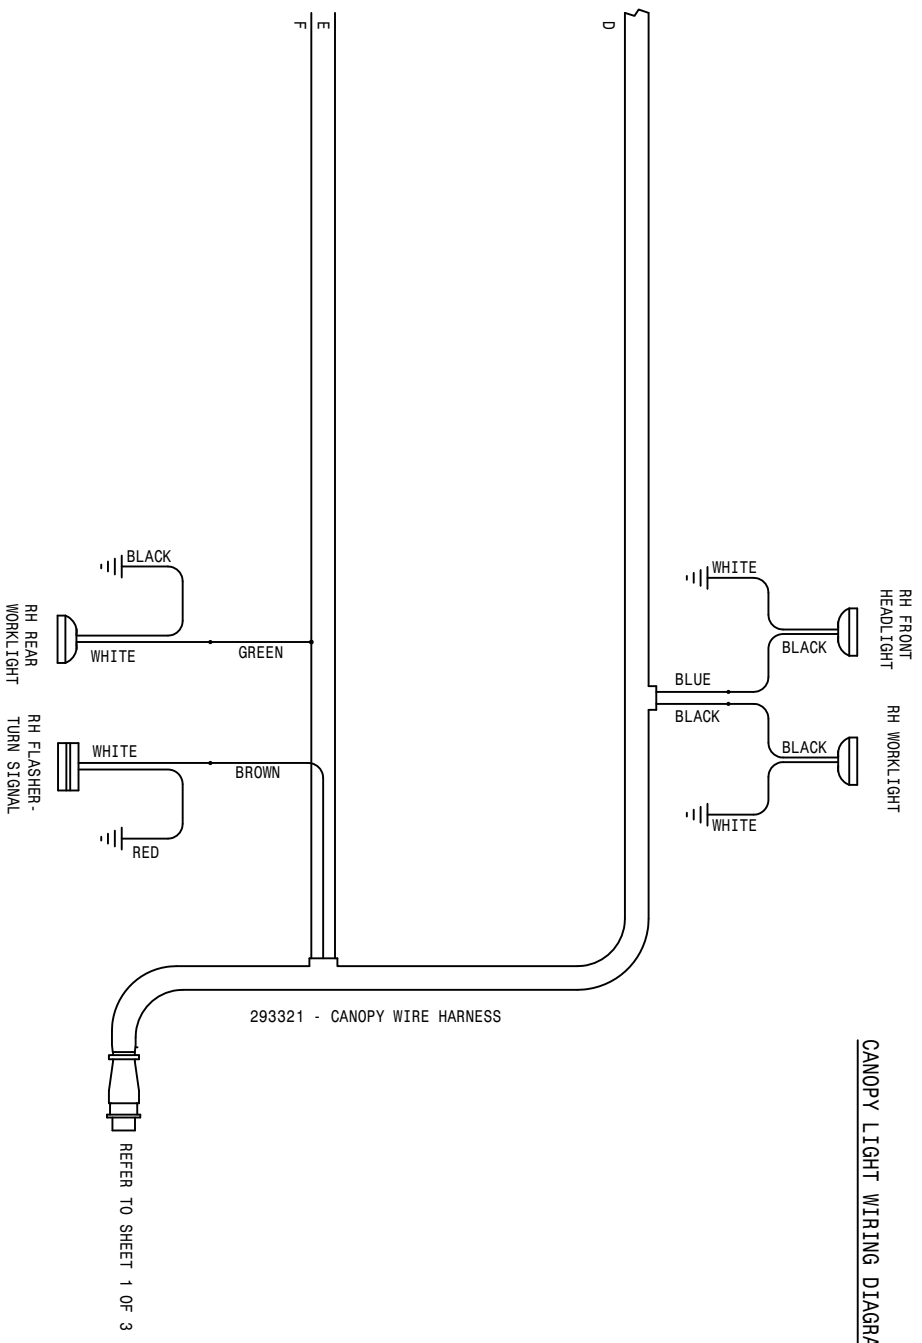 F
E
D
RH FRONT
HEADLIGHT
WHITE
BLACK
BLUE
BLACK
RH WORKLIGHT
BLACK
WHITE
BLACK
WHITE
GREEN
RH REAR
WORKLIGHT
WHITE
BROWN
RED
RH FLASHER-
TURN SIGNAL
293321 - CANOPY WIRE HARNESS
REFER TO SHEET 1 OF 3
CANOPY LIGHT WIRING DIAGRA